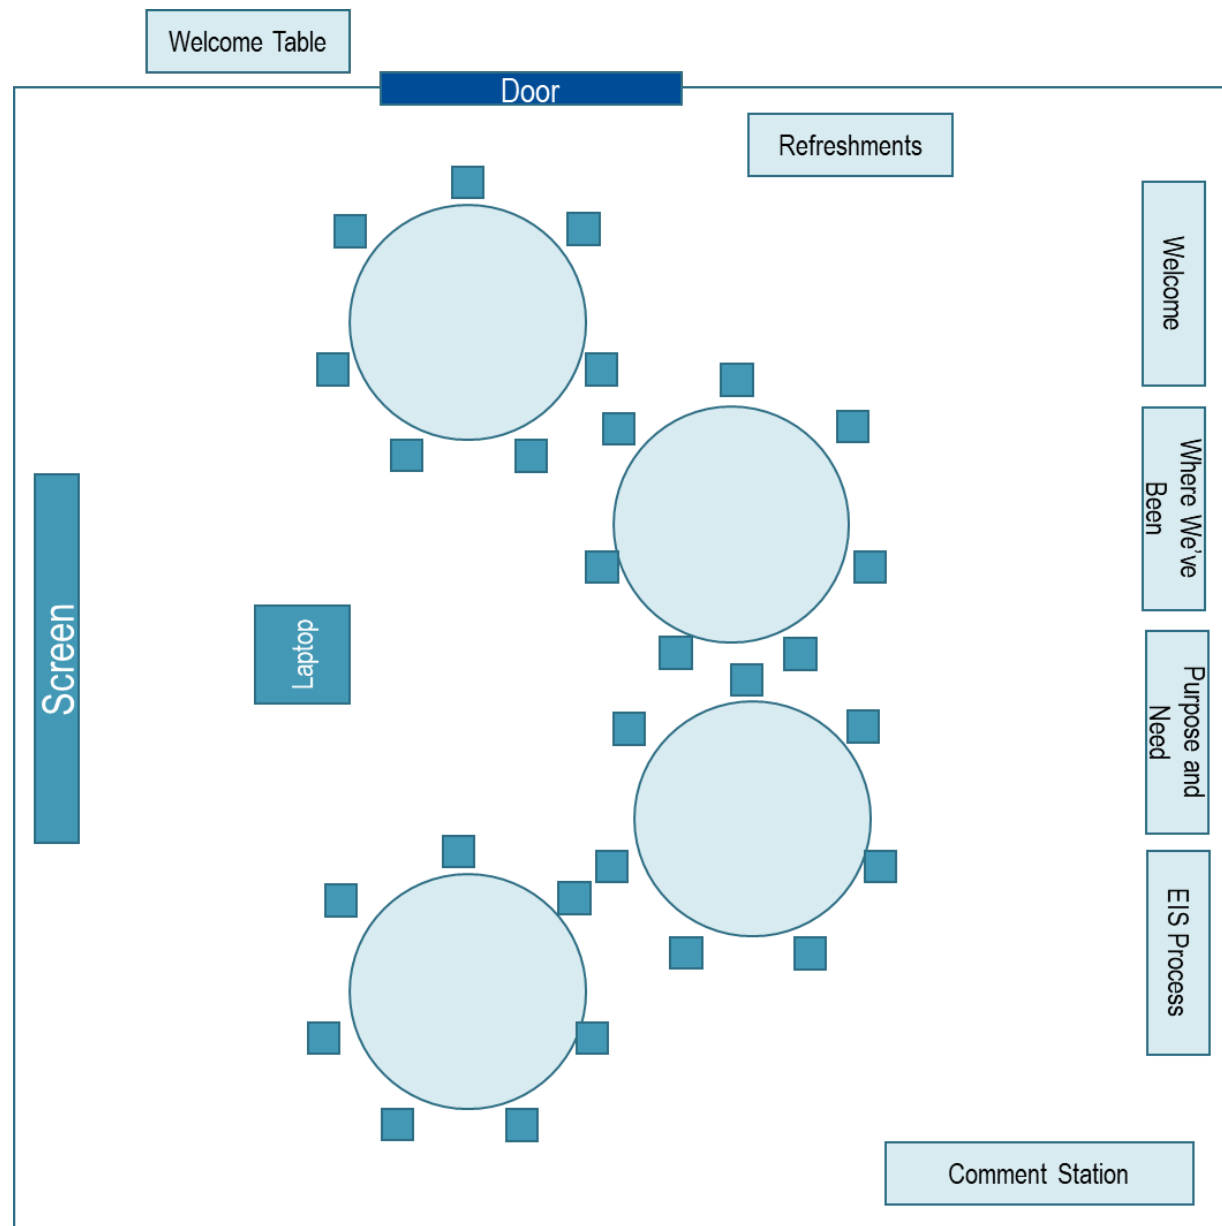 Welcome Table
Door
Refreshments
Welcome
Where We've
Been
Screen
Laptop
Purpose and
Need
EIS Process
Comment Station